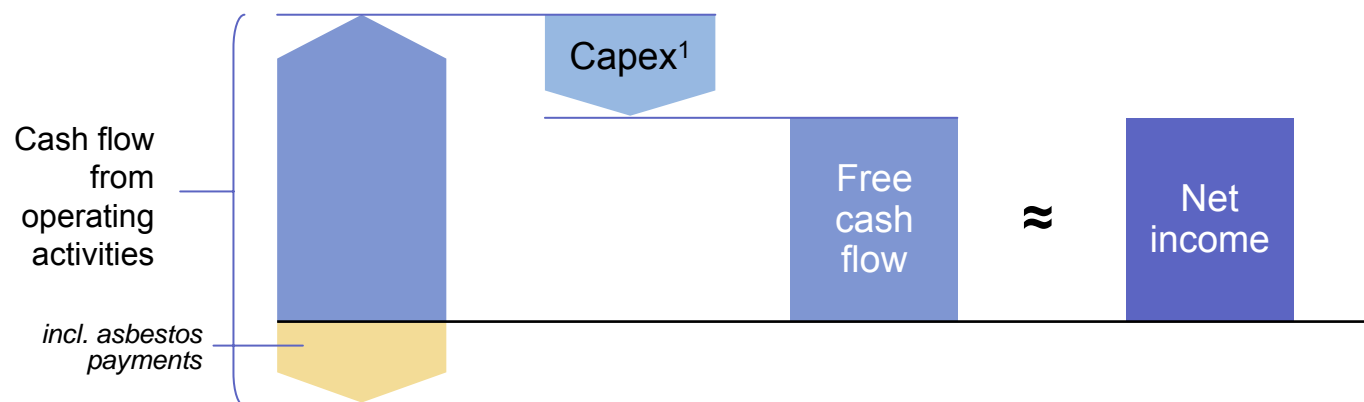 Capex¹
Cash flow
from
operating
activities
Free
cash
flow
≈
Net
income
incl. asbestos
payments